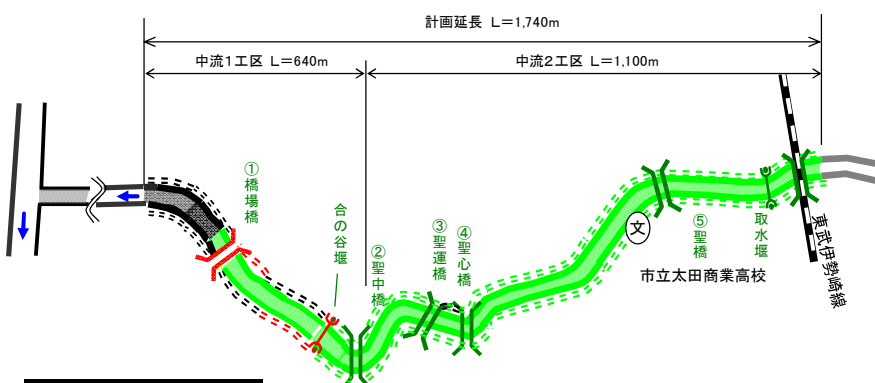 計画延長 L=1,740m
中流1工区 L=640m
中流2工区 L=1,100m
①橋場橋
合の谷堰
②聖中橋
③聖運橋
④聖心橋
文
⑤聖橋
取水堰
東武伊勢崎線
市立太田商業高校